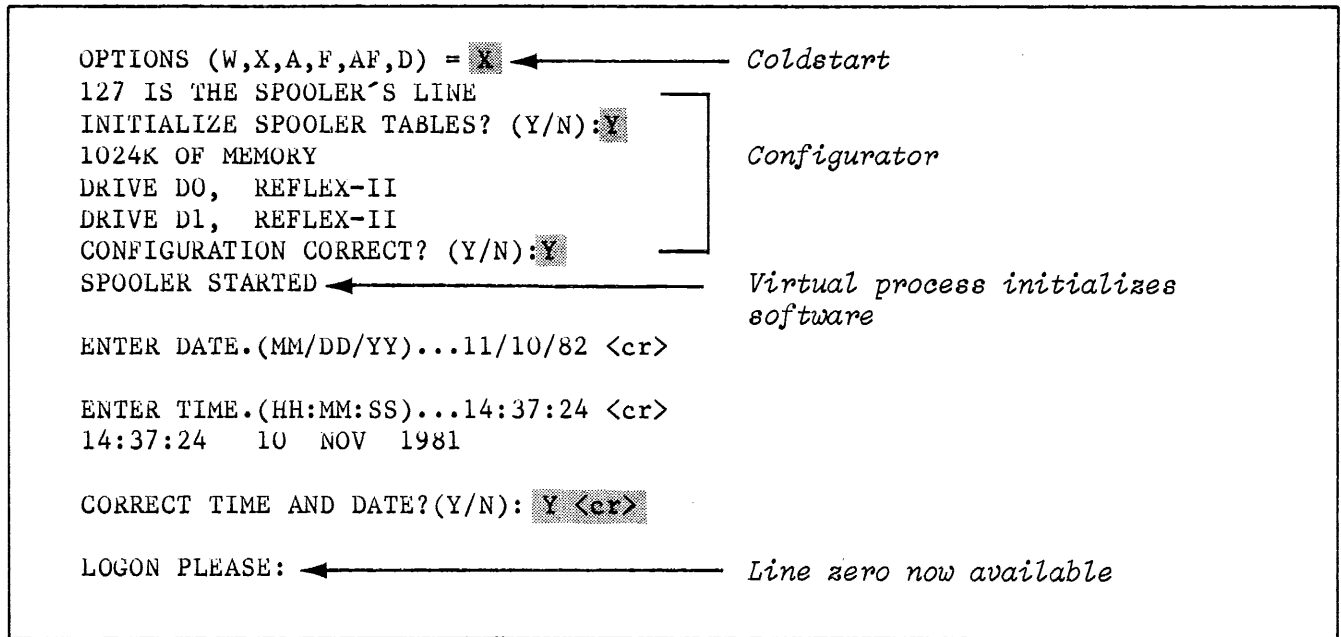 OPTIONS (W,X,A,F,AF,D) = X Coldstart
127 IS THE SPOOLER´S LINE
INITIALIZE SPOOLER TABLES? (Y/N):Y
1024K OF MEMORY Configurator
DRIVE D0, REFLEX-II
DRIVE D1, REFLEX-II
CONFIGURATION CORRECT? (Y/N):Y
SPOOLER STARTED Virtual process initializes
software
ENTER DATE.(MM/DD/YY)...11/10/82 <cr>
ENTER TIME.(HH:MM:SS)...14:37:24 <cr>
14:37:24 10 NOV 1981
CORRECT TIME AND DATE?(Y/N): Y <cr>
LOGON PLEASE: Line zero now available